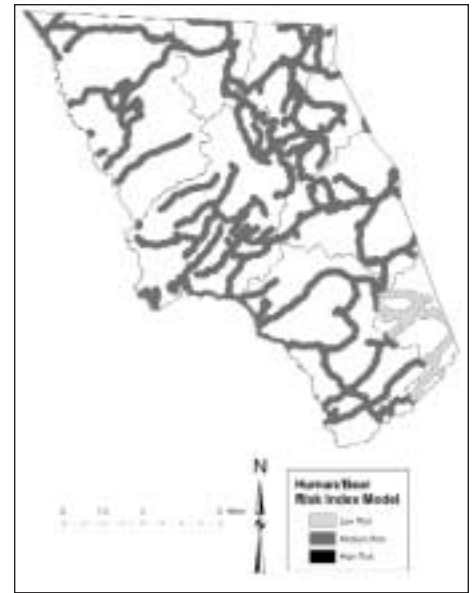 N
Human/Bear
Risk Index Model
Low Risk
Medium Risk
High Risk